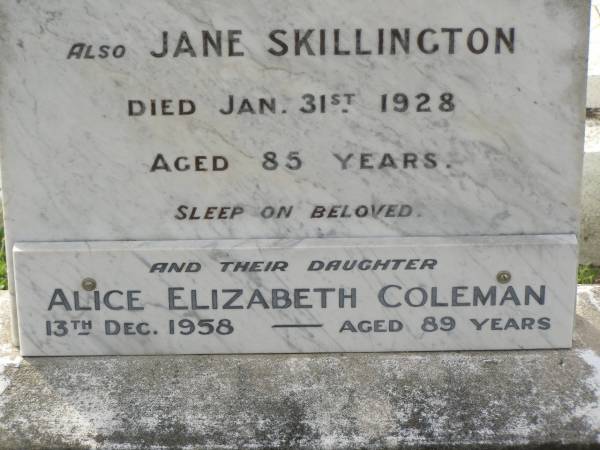 ALSO JANE SKILLINGTON
DIED JAN. 31ST. 1928
AGED 85 YEARS.
SLEEP ON BELOVED.
AND THEIR DAUGHTER
ALICE ELIZABETH COLEMAN
13TH DEC. 1958 — AGED 89 YEARS